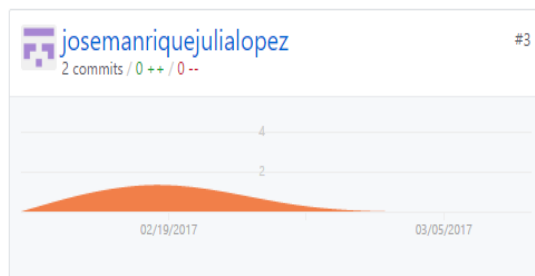 josemanriquejulialopez #3
2 commits / 0 ++ / 0 --
4
2
02/19/2017 03/05/2017